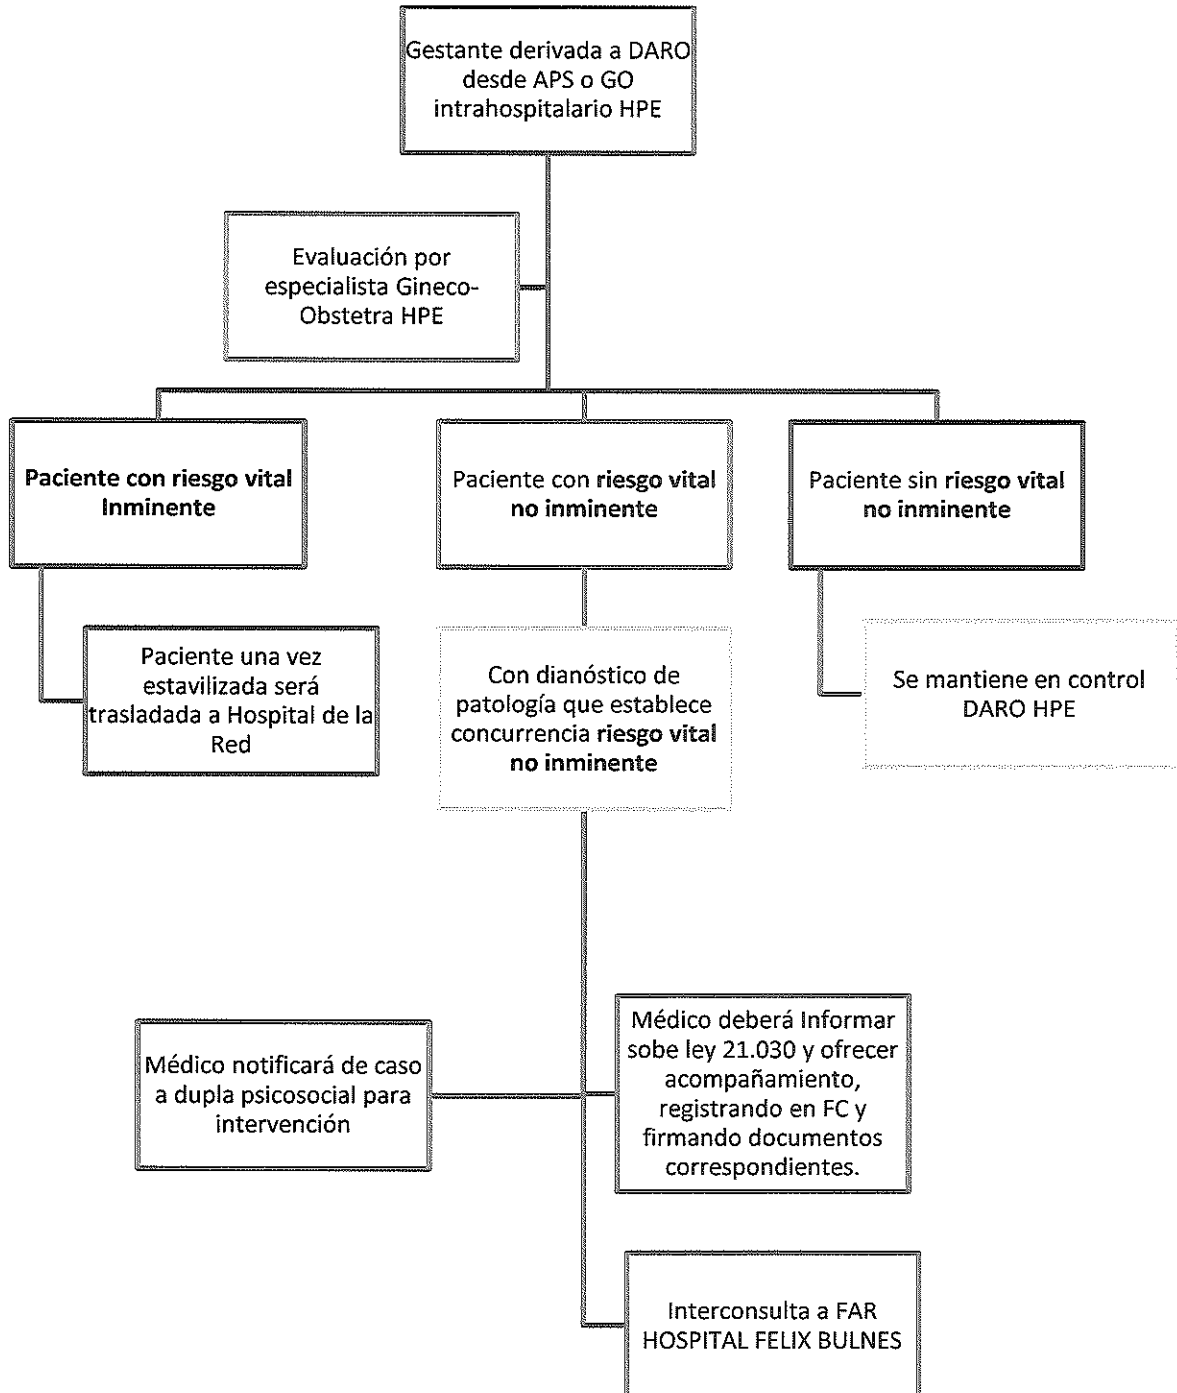 Gestante derivada a DARO
desde APS o GO
intrahospitalario HPE
Evaluación por
especialista Gineco-
Obstetra HPE
Paciente con riesgo vital
Inminente
Paciente con riesgo vital
no inminente
Paciente sin riesgo vital
no inminente
Paciente una vez
estavilizada será
trasladada a Hospital de la
Red
Con dianóstico de
patología que establece
concurrencia riesgo vital
no inminente
Se mantiene en control
DARO HPE
Médico notificará de caso
a dupla psicosocial para
intervención
Médico deberá Informar
sobe ley 21.030 y ofrecer
acompañamiento,
registrando en FC y
firmando documentos
correspondientes.
Interconsulta a FAR
HOSPITAL FELIX BULNES